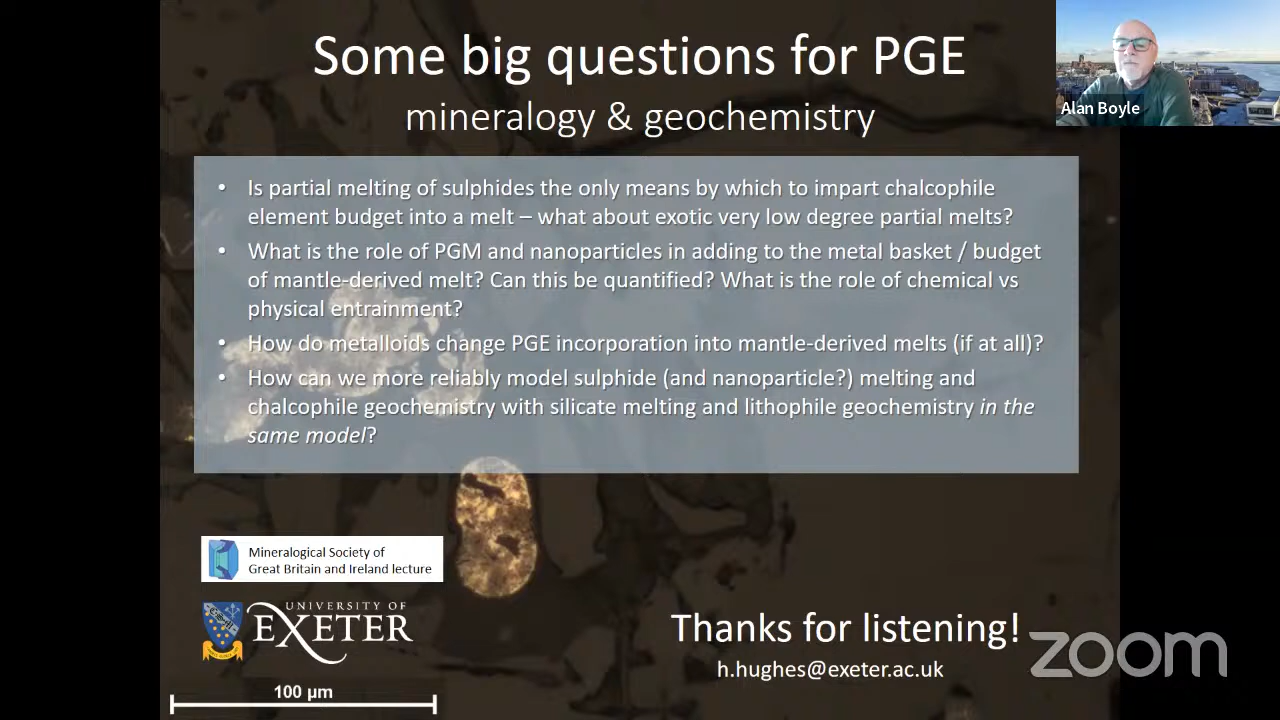 Some big questions for PGE
mineralogy & geochemistry
Alan Boyle
• Is partial melting of sulphides the only means by which to impart chalcophile
element budget into a melt – what about exotic very low degree partial melts?
• What is the role of PGM and nanoparticles in adding to the metal basket / budget
of mantle-derived melt? Can this be quantified? What is the role of chemical vs
physical entrainment?
• How do metalloids change PGE incorporation into mantle-derived melts (if at all)?
• How can we more reliably model sulphide (and nanoparticle?) melting and
chalcophile geochemistry with silicate melting and lithophile geochemistry in the
same model?
Mineralogical Society of
Great Britain and Ireland lecture
UNIVERSITY OF
EXETER
Thanks for listening!
h.hughes@exeter.ac.uk
zoom
100 µm